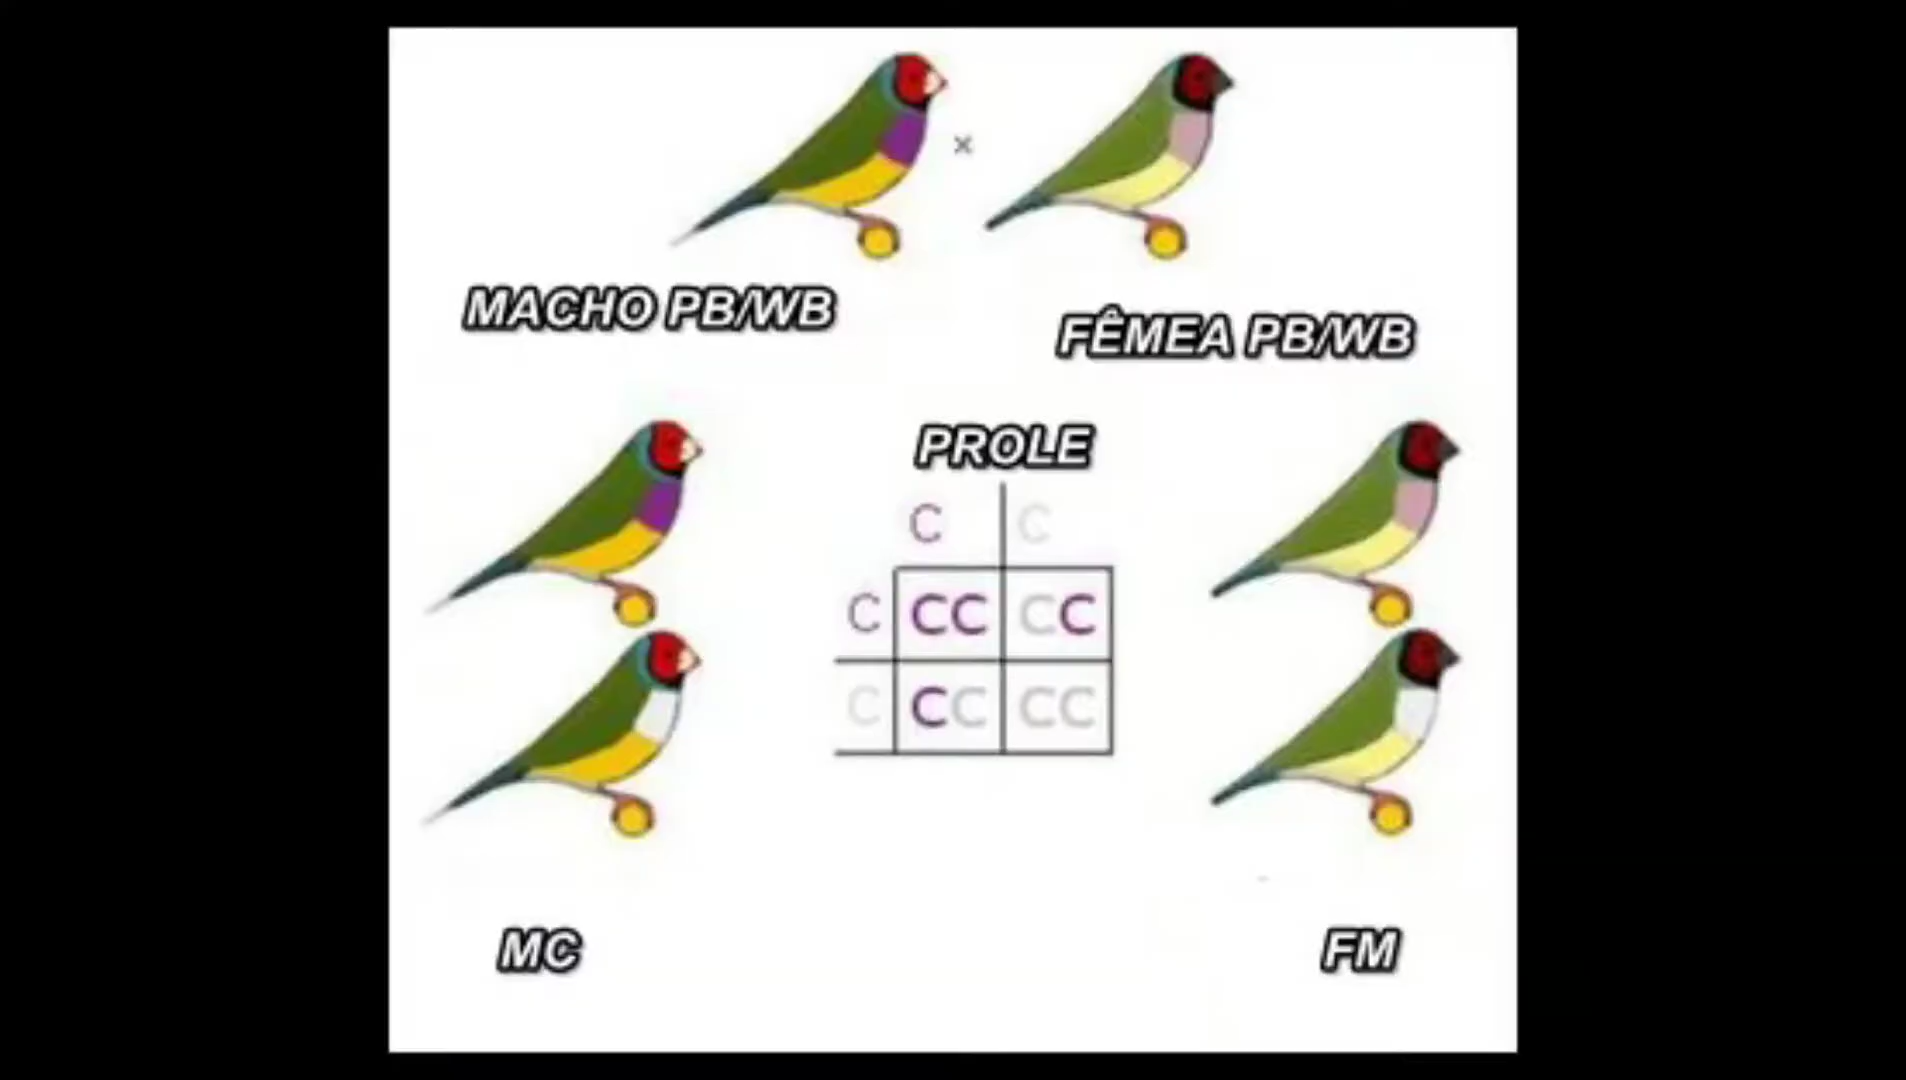 ×
MACHO PB/WB
FÊMEA PB/WB
PROLE
C C
C CC CC
C CC CC
MC
FM